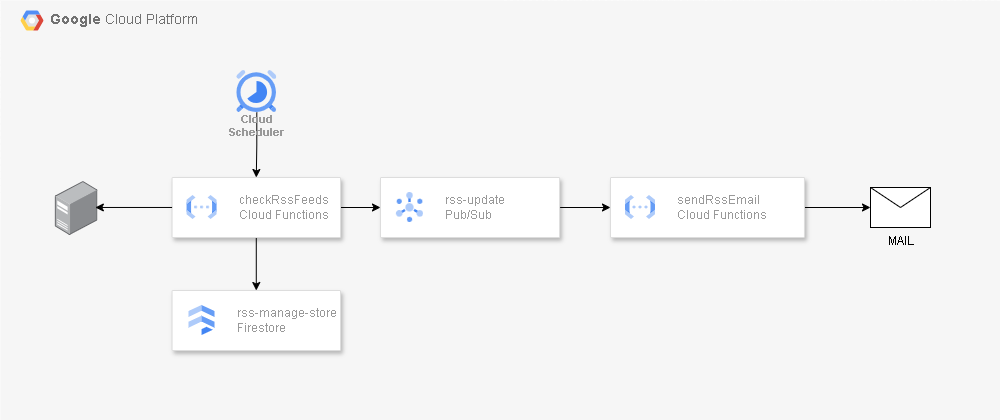 Google Cloud Platform
Cloud
Scheduler
checkRssFeeds
Cloud Functions
rss-update
Pub/Sub
sendRssEmail
Cloud Functions
MAIL
rss-manage-store
Firestore